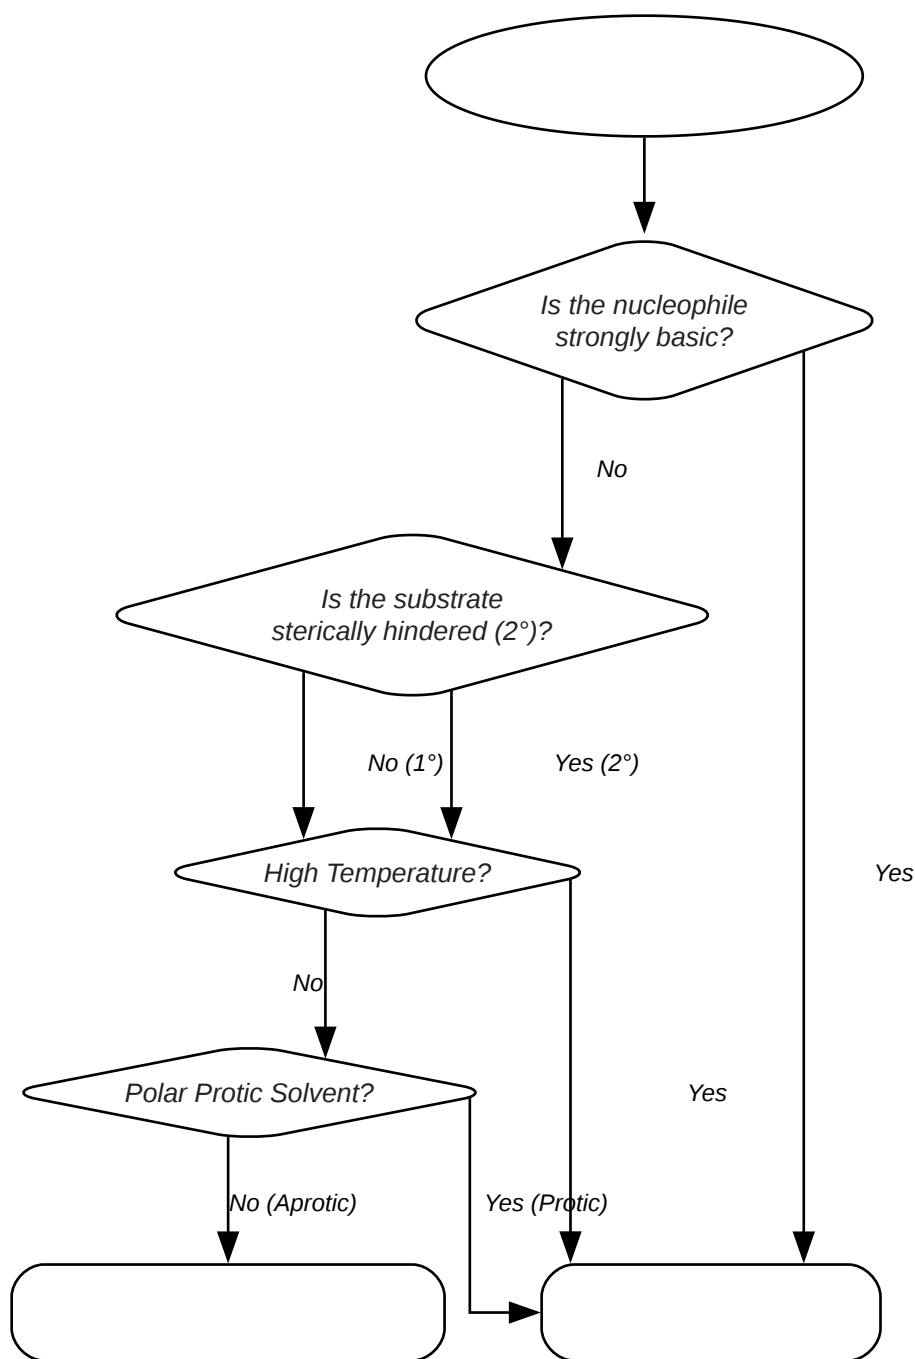 Is the nucleophile
strongly basic?
No
Is the substrate
sterically hindered (2°)?
No (1°)
Yes (2°)
High Temperature?
Yes
No
Polar Protic Solvent?
Yes
No (Aprotic)
Yes (Protic)